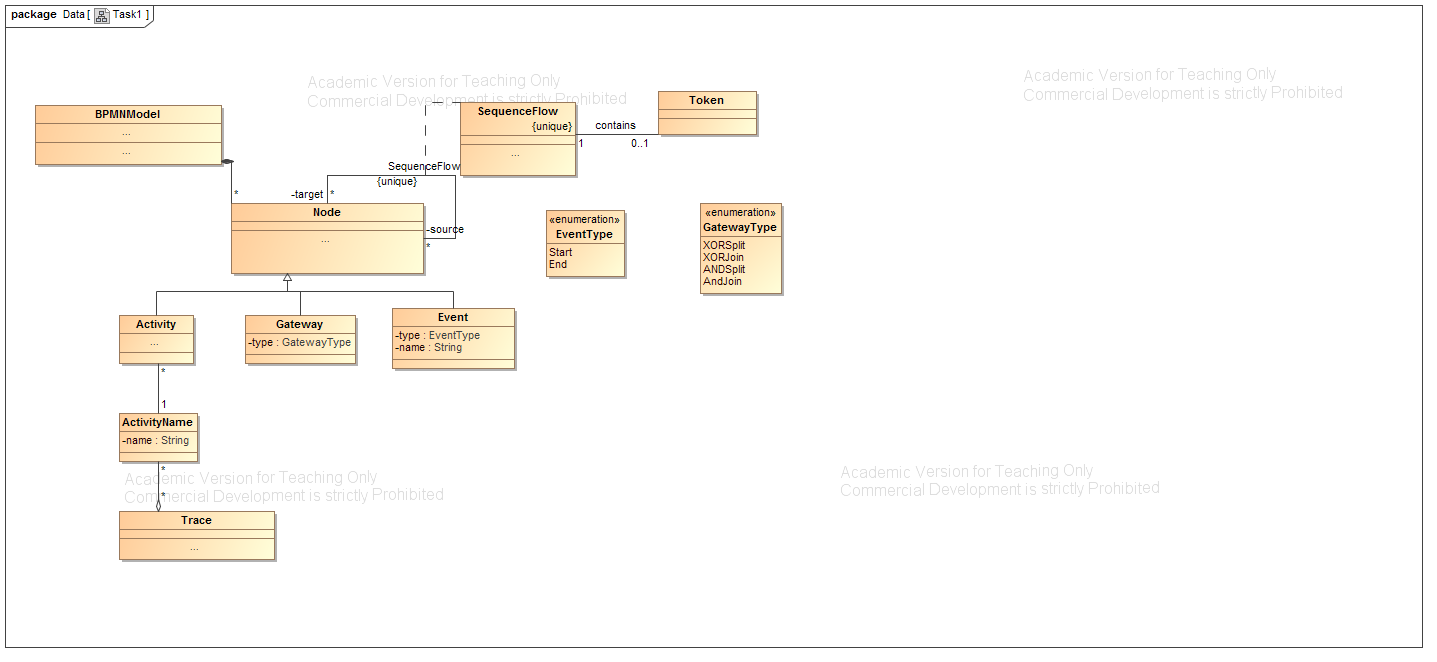 package Data [ Task1 ]
Academic Version for Teaching Only
Commercial Development is strictly Prohibited
Academic Version for Teaching Only
Commercial Development is strictly Prohibited
BPMNModel
...
...
SequenceFlow
{unique}
...
contains
1
0..1
Token
SequenceFlow
{unique}
*
-target
*
Node
...
-source
*
«enumeration»
EventType
Start
End
«enumeration»
GatewayType
XORSplit
XORJoin
ANDSplit
AndJoin
Activity
...
Gateway
-type : GatewayType
Event
-type : EventType
-name : String
*
1
ActivityName
-name : String
*
*
Academic Version for Teaching Only
Commercial Development is strictly Prohibited
Academic Version for Teaching Only
Commercial Development is strictly Prohibited
Trace
...